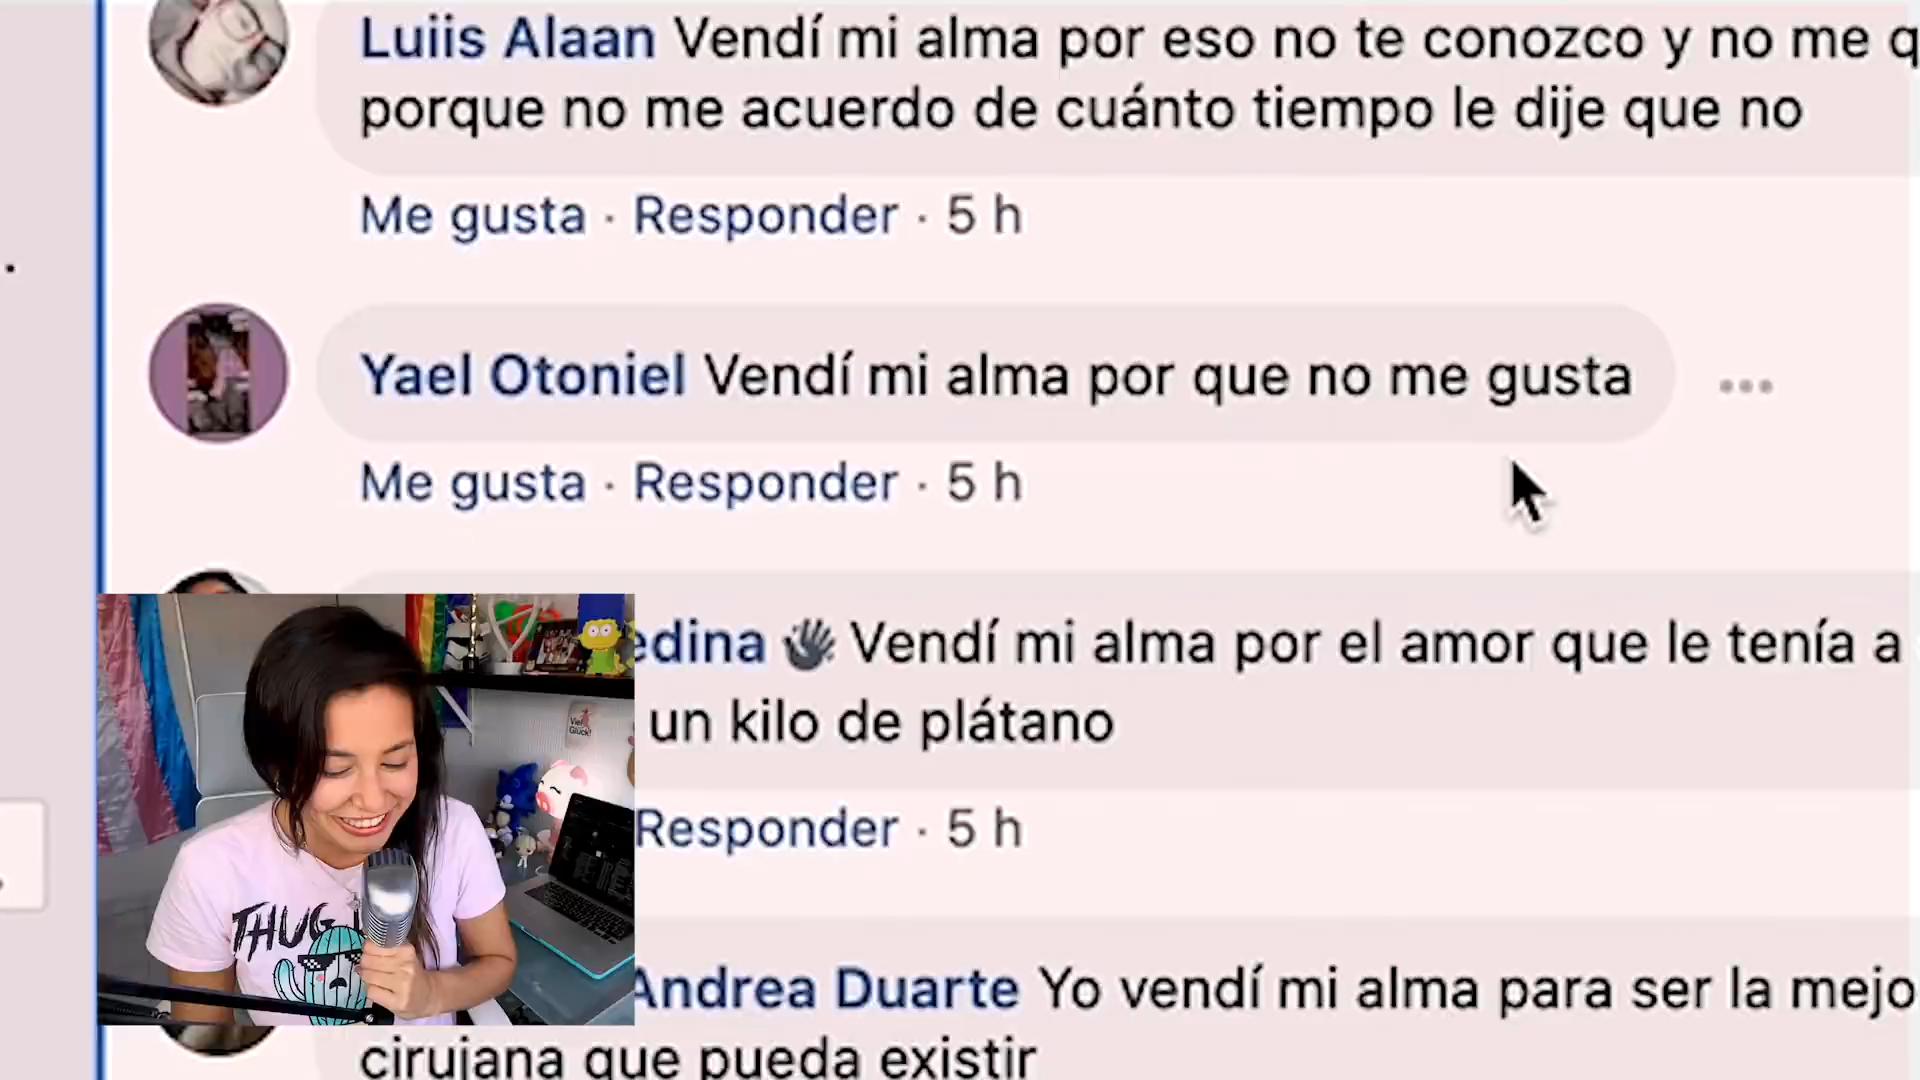 Luiis Alaan Vendí mi alma por eso no te conozco y no me q
porque no me acuerdo de cuánto tiempo le dije que no
Me gusta · Responder · 5 h
Yael Otoniel Vendí mi alma por que no me gusta
Me gusta · Responder · 5 h
edina 👋 Vendí mi alma por el amor que le tenía a
un kilo de plátano
Responder · 5 h
Andrea Duarte Yo vendí mi alma para ser la mejo
cirujana que pueda existir
Viel
Glück!
THUG